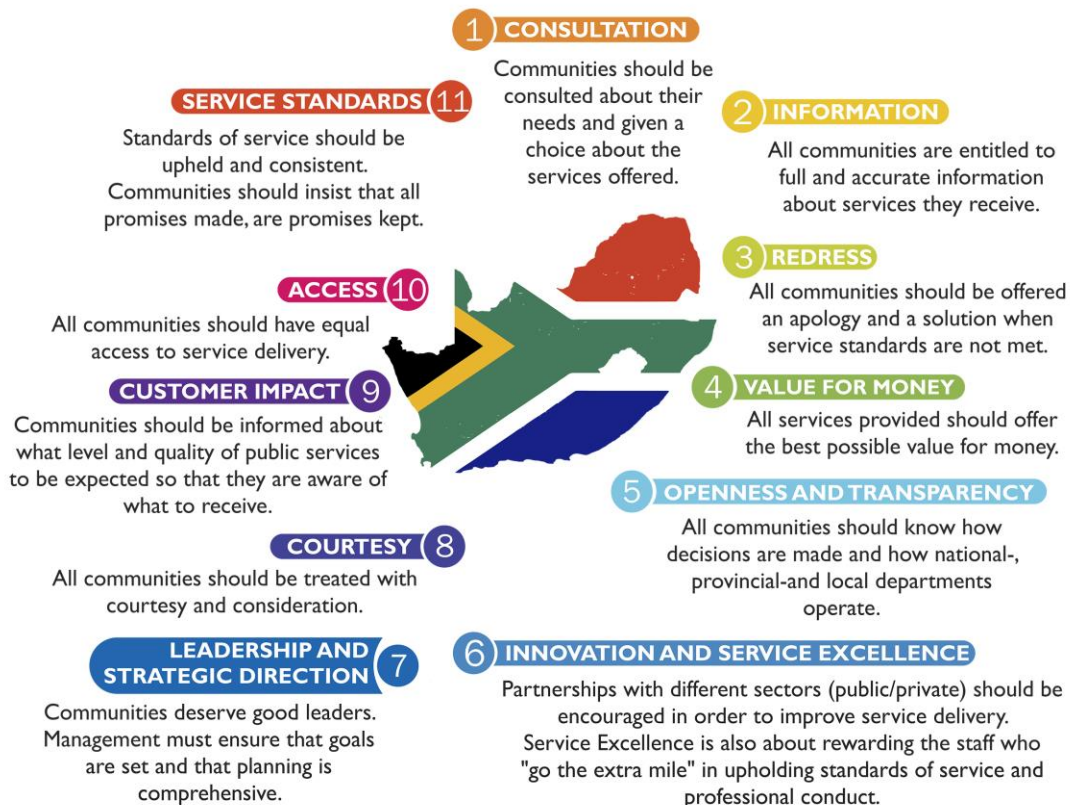 1 CONSULTATION
Communities should be
consulted about their
needs and given a
choice about the
services offered.
2 INFORMATION
All communities are entitled to
full and accurate information
about services they receive.
3 REDRESS
All communities should be offered
an apology and a solution when
service standards are not met.
4 VALUE FOR MONEY
All services provided should offer
the best possible value for money.
5 OPENNESS AND TRANSPARENCY
All communities should know how
decisions are made and how national-,
provincial-and local departments
operate.
6 INNOVATION AND SERVICE EXCELLENCE
Partnerships with different sectors (public/private) should be
encouraged in order to improve service delivery.
Service Excellence is also about rewarding the staff who
"go the extra mile" in upholding standards of service and
professional conduct.
LEADERSHIP AND
STRATEGIC DIRECTION 7
Communities deserve good leaders.
Management must ensure that goals
are set and that planning is
comprehensive.
COURTESY 8
All communities should be treated with
courtesy and consideration.
CUSTOMER IMPACT 9
Communities should be informed about
what level and quality of public services
to be expected so that they are aware of
what to receive.
ACCESS 10
All communities should have equal
access to service delivery.
SERVICE STANDARDS 11
Standards of service should be
upheld and consistent.
Communities should insist that all
promises made, are promises kept.